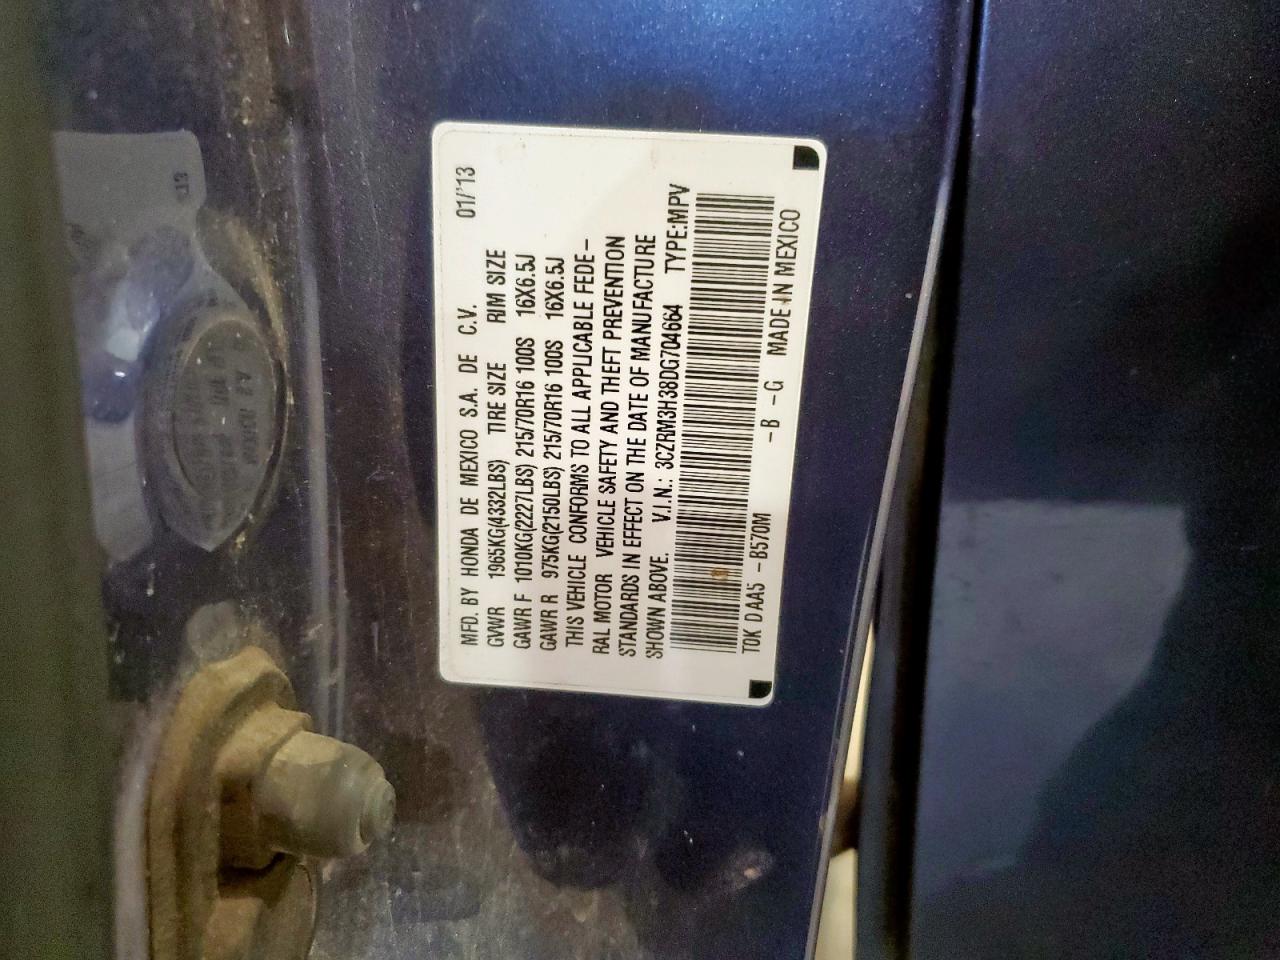 MFD. BY HONDA DE MEXICO S.A. DE C.V. 01/'13
GVWR 1965KG(4332LBS) TIRE SIZE RIM SIZE
GAWR F 1010KG(2227LBS) 215/70R16 100S 16X6.5J
GAWR R 975KG(2150LBS) 215/70R16 100S 16X6.5J
THIS VEHICLE CONFORMS TO ALL APPLICABLE FEDE-
RAL MOTOR VEHICLE SAFETY AND THEFT PREVENTION
STANDARDS IN EFFECT ON THE DATE OF MANUFACTURE
SHOWN ABOVE. V.I.N.: 3CZRM3H38DG704664 TYPE:MPV
TOK D AA5 -B570M -B -G MADE IN MEXICO